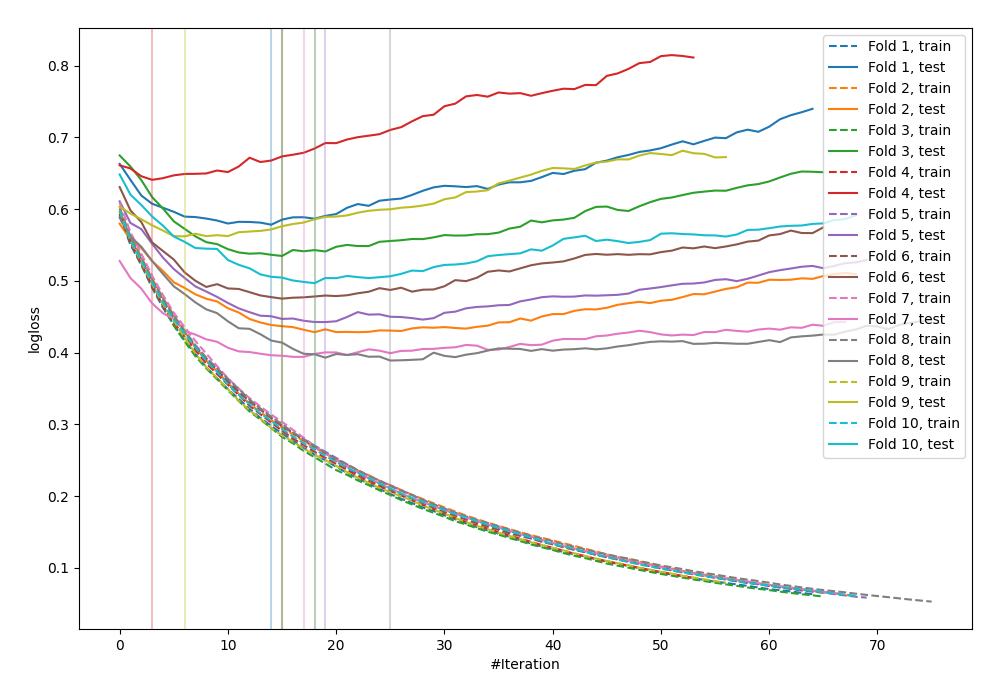 Fold 1, train
Fold 1, test
Fold 2, train
Fold 2, test
Fold 3, train
Fold 3, test
Fold 4, train
Fold 4, test
Fold 5, train
Fold 5, test
Fold 6, train
Fold 6, test
Fold 7, train
Fold 7, test
Fold 8, train
Fold 8, test
Fold 9, train
Fold 9, test
Fold 10, train
Fold 10, test
logloss
0.8
0.7
0.6
0.5
0.4
0.3
0.2
0.1
0 10 20 30 40 50 60 70
#Iteration